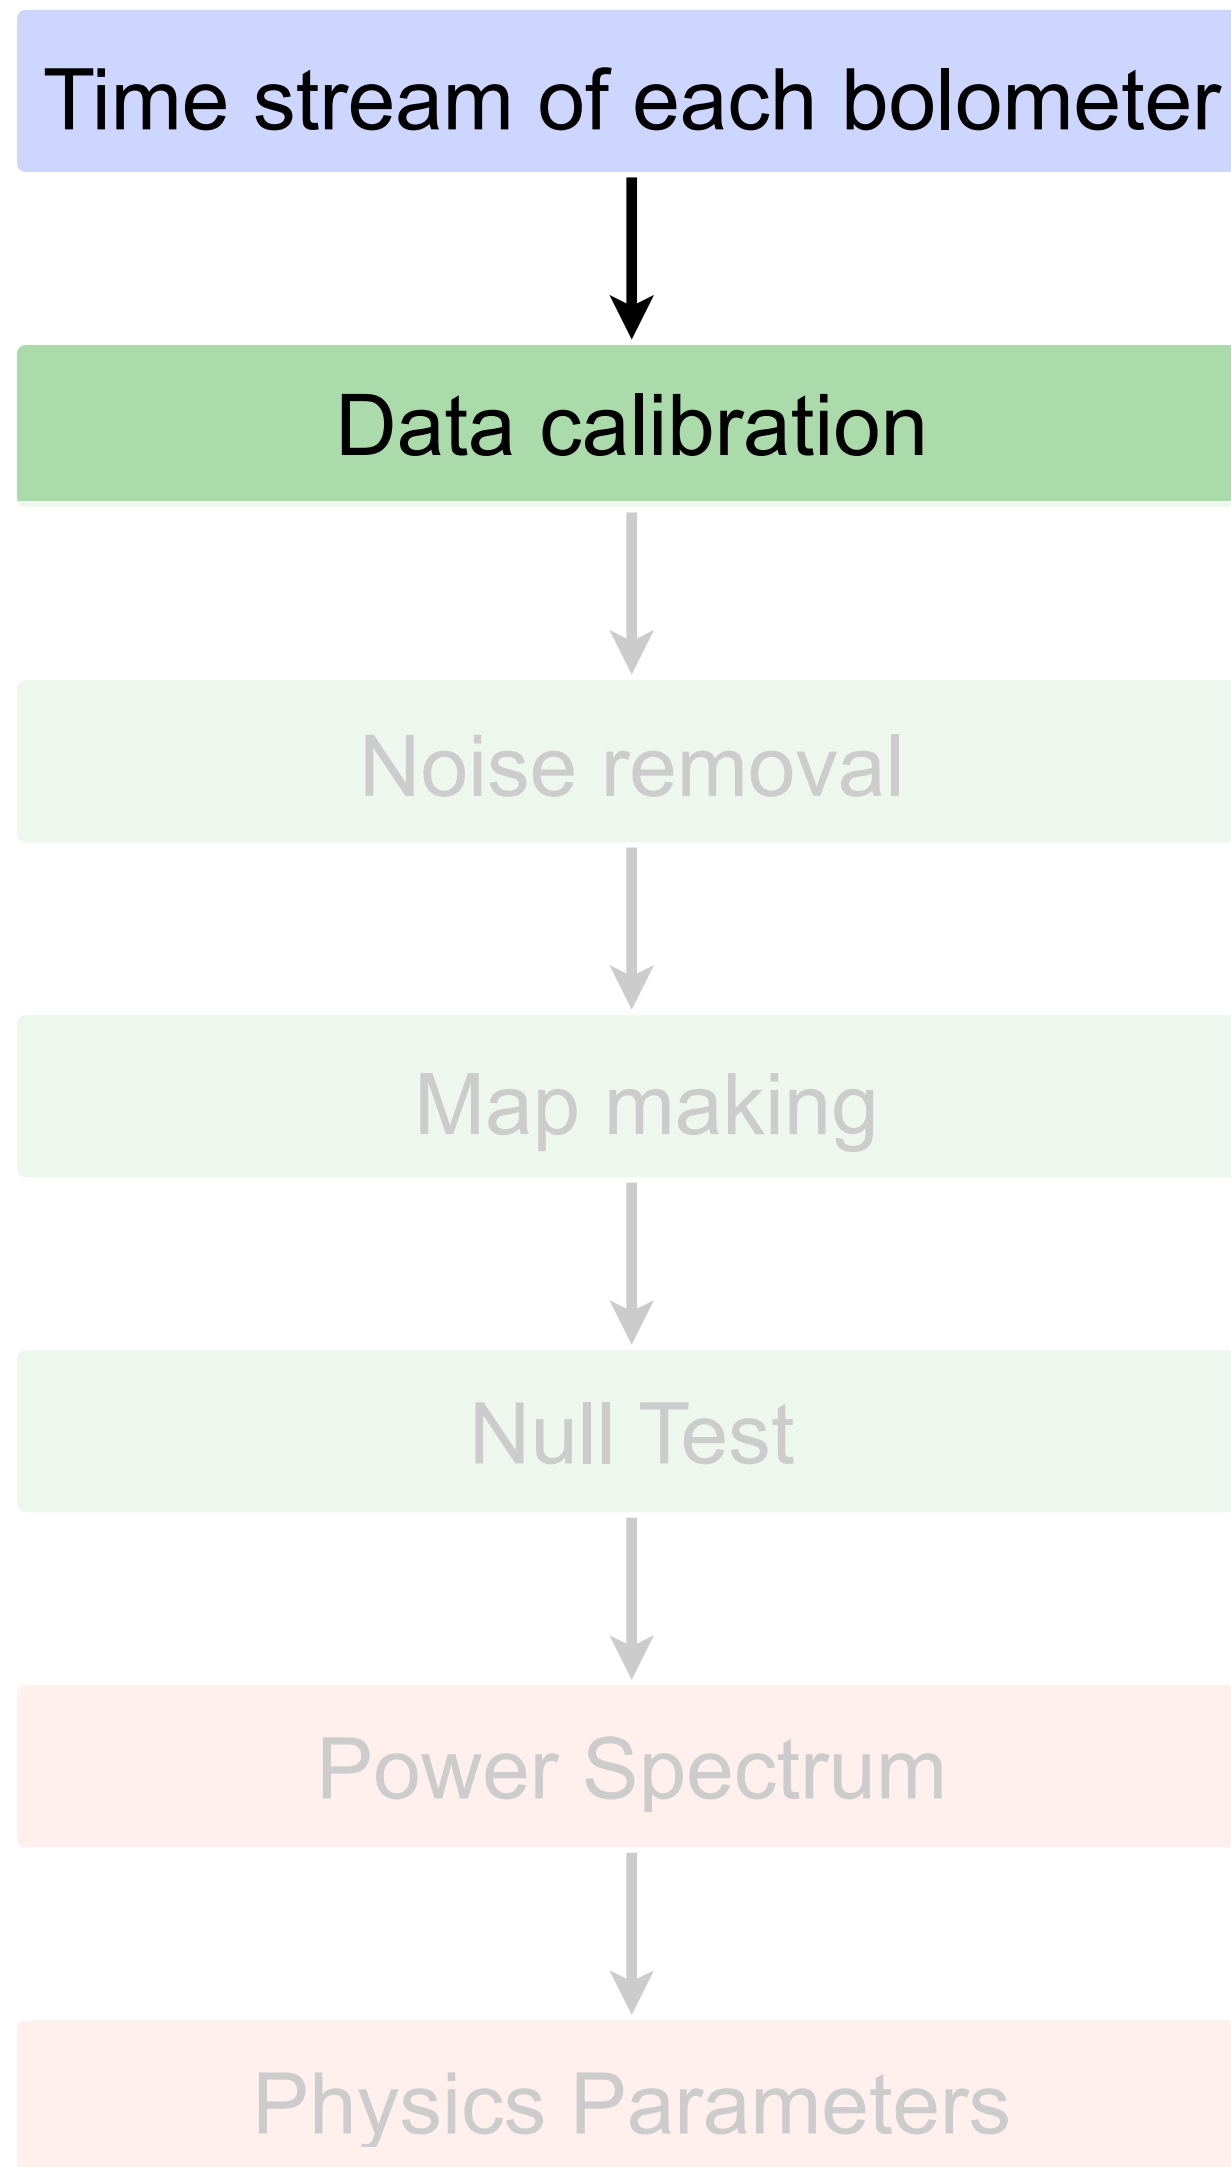 Time stream of each bolometer
Data calibration
Noise removal
Map making
Null Test
Power Spectrum
Physics Parameters